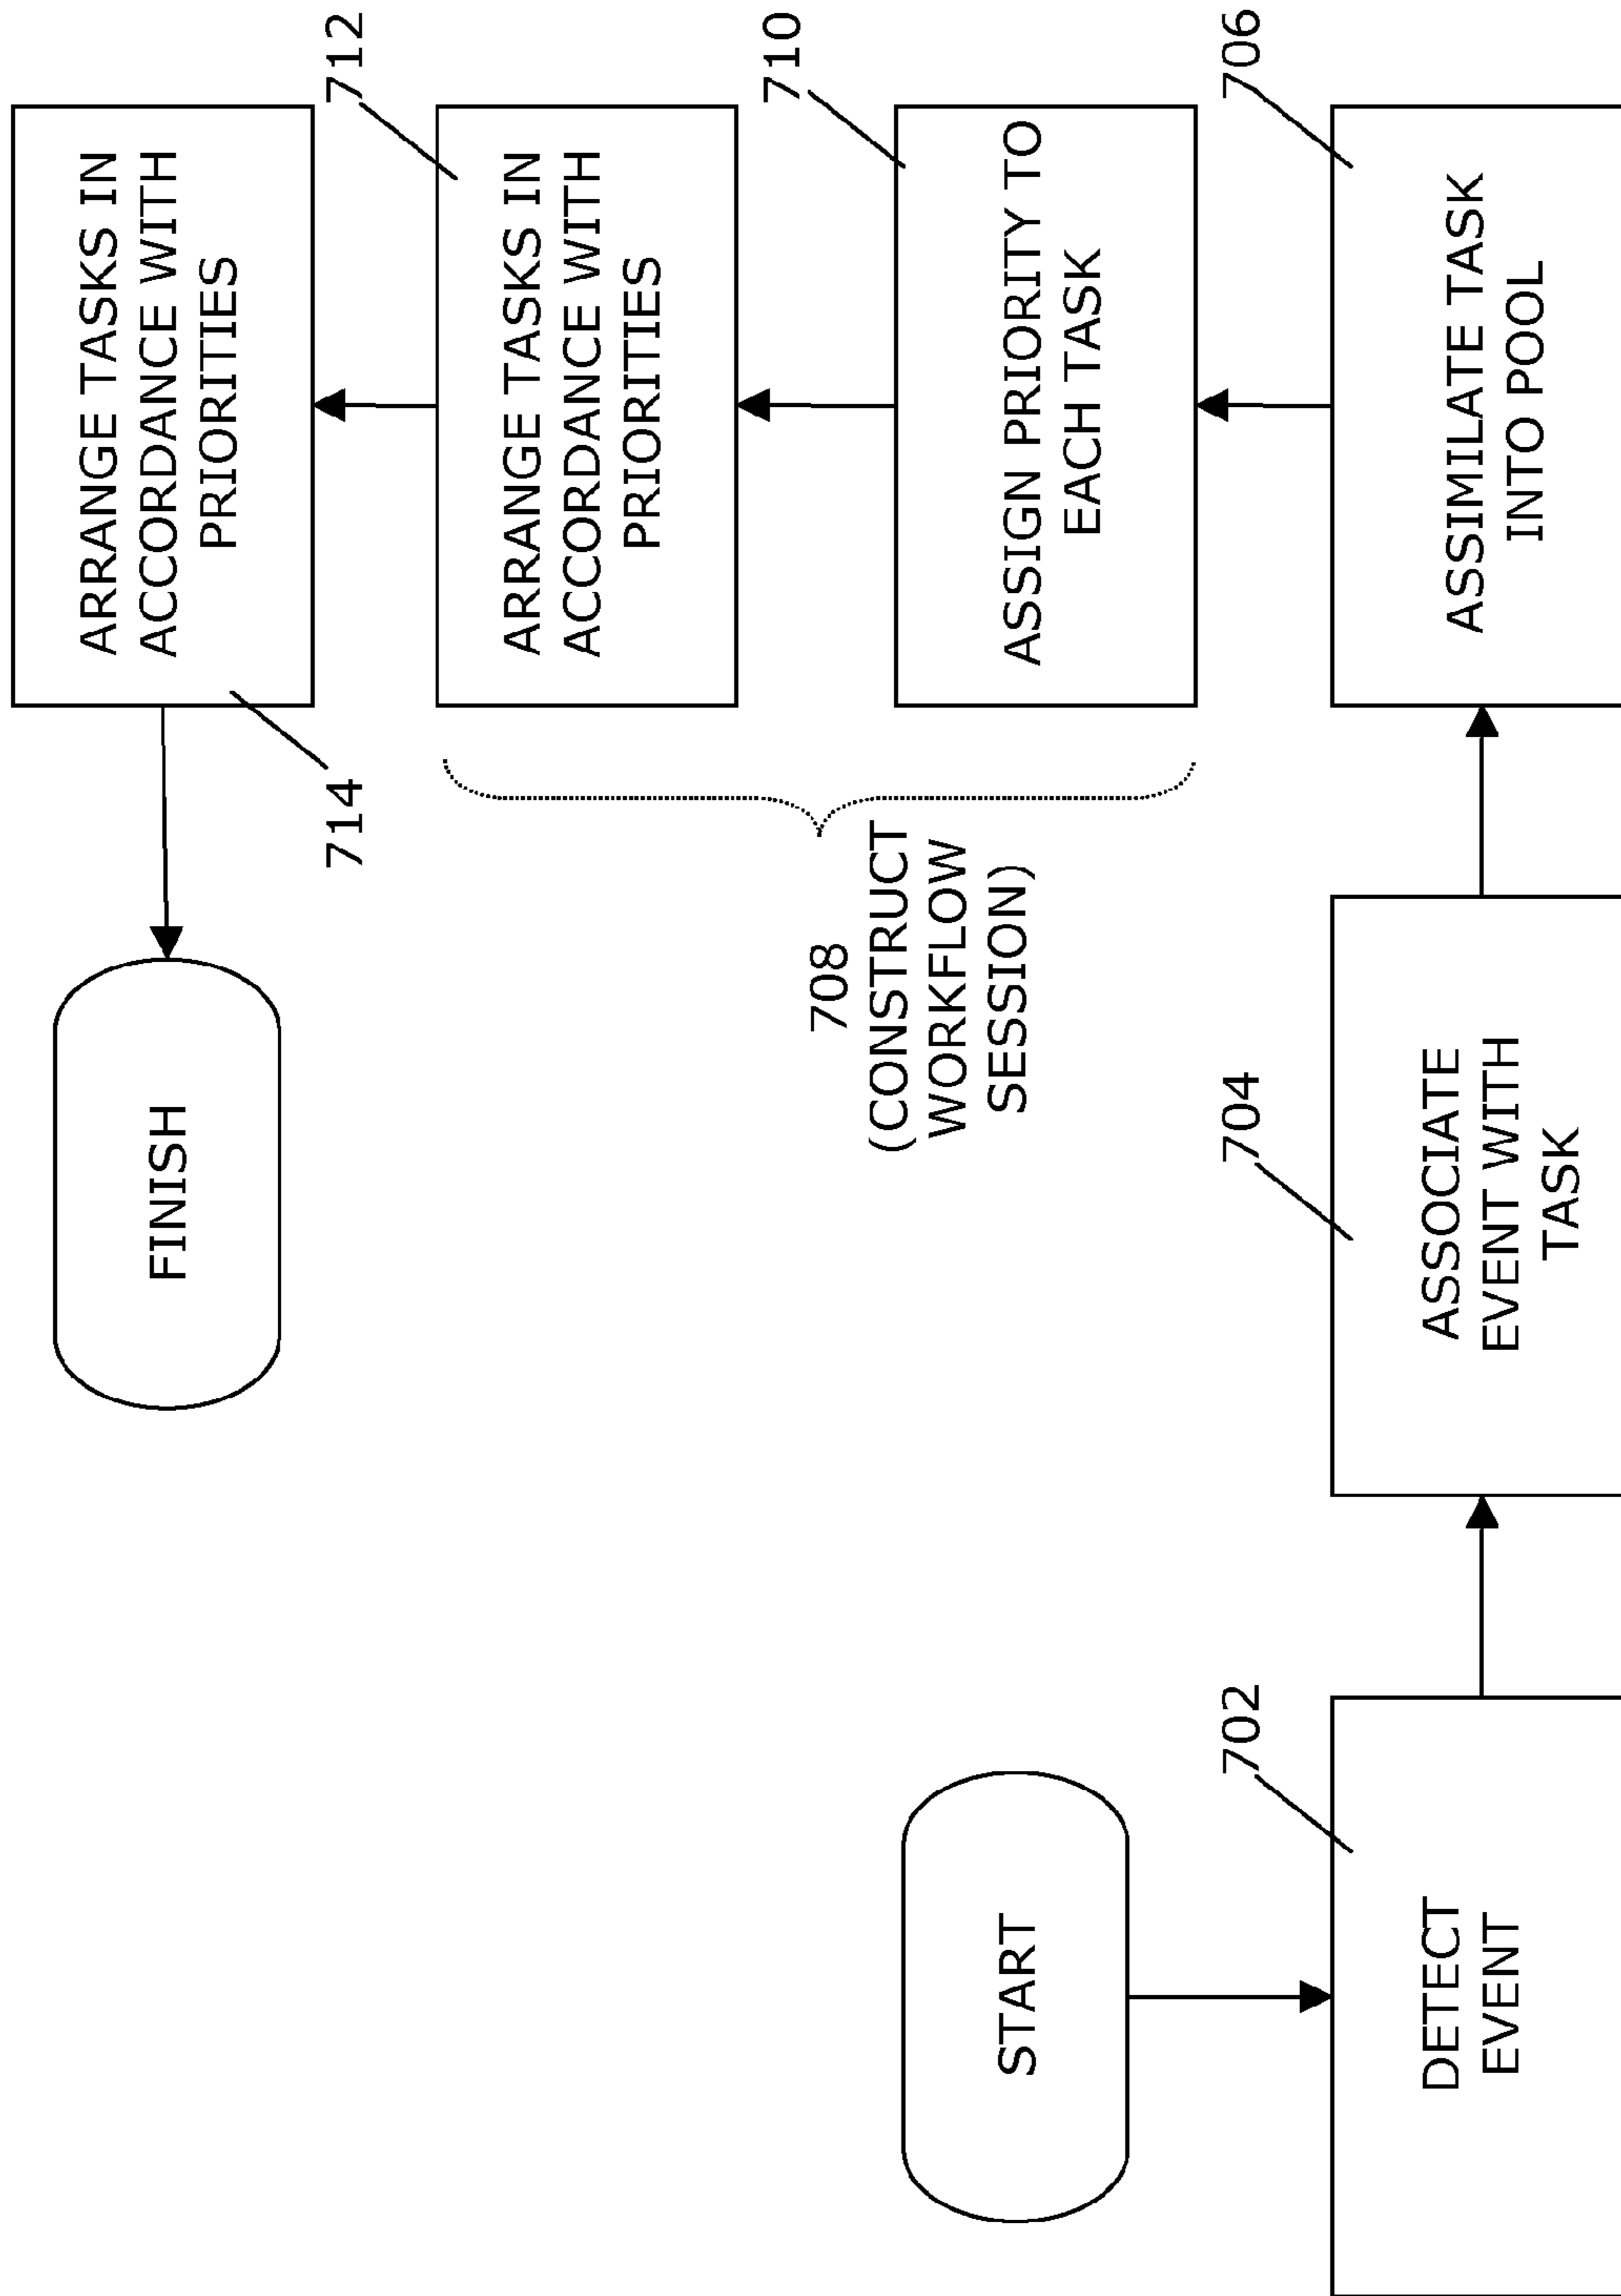 START
702
DETECT
EVENT
704
ASSOCIATE
EVENT WITH
TASK
706
ASSIMILATE TASK
INTO POOL
708
(CONSTRUCT
WORKFLOW
SESSION)
710
ASSIGN PRIORITY TO
EACH TASK
712
ARRANGE TASKS IN
ACCORDANCE WITH
PRIORITIES
714
ARRANGE TASKS IN
ACCORDANCE WITH
PRIORITIES
FINISH